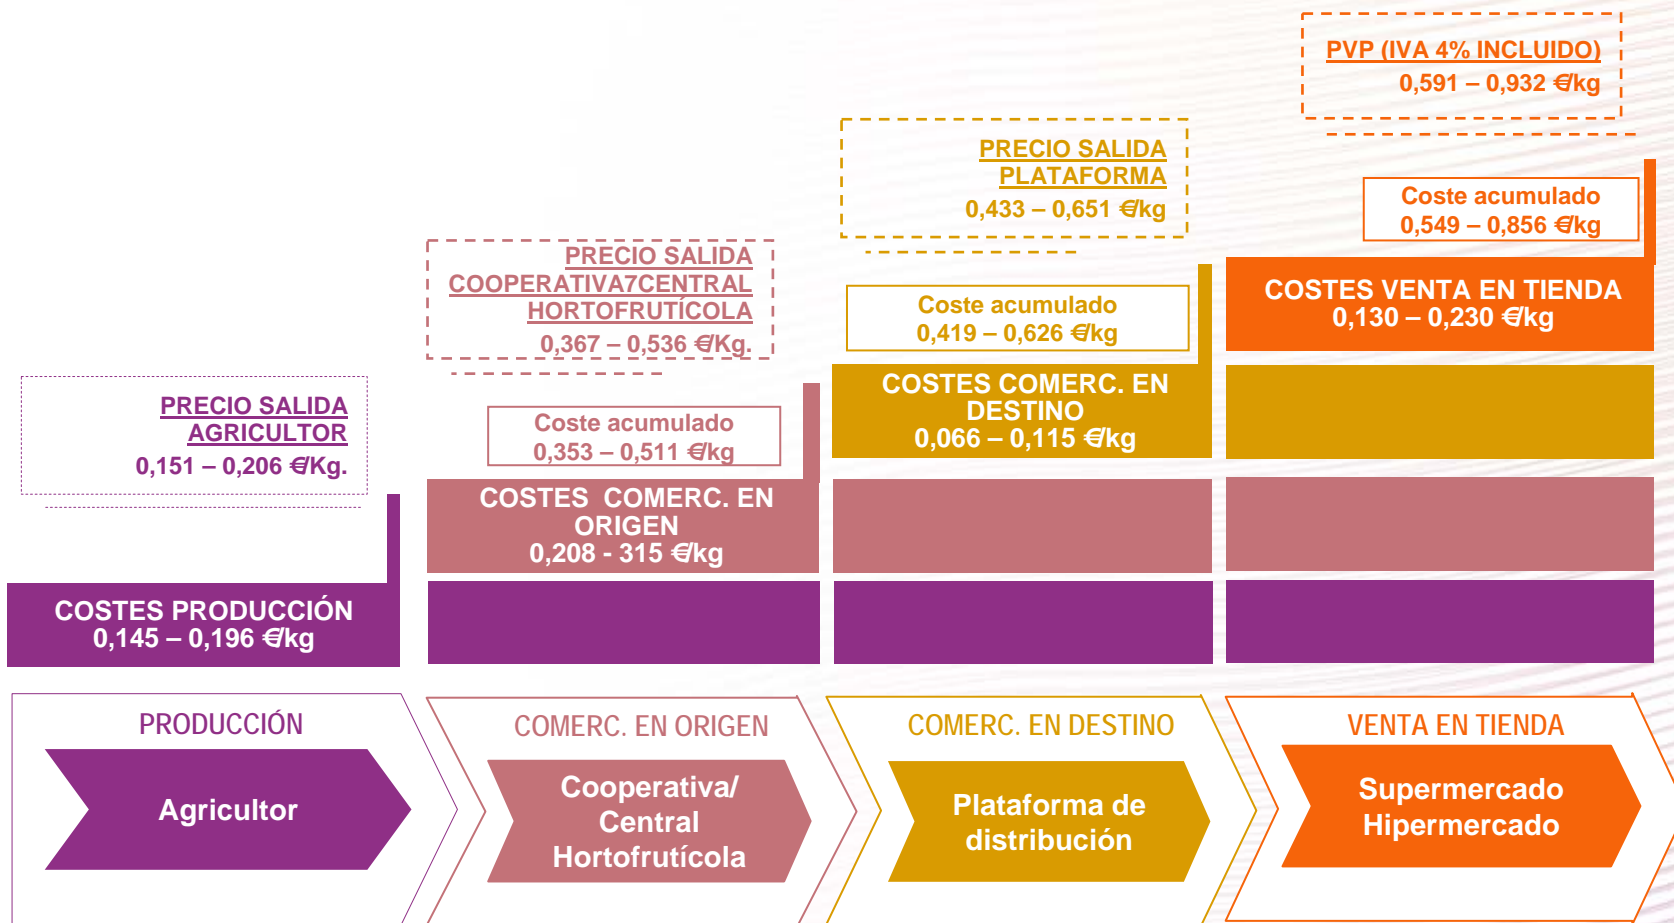 PVP (IVA 4% INCLUIDO)
0,591 – 0,932 €/kg
PRECIO SALIDA
PLATAFORMA
0,433 – 0,651 €/kg
Coste acumulado
0,549 – 0,856 €/kg
PRECIO SALIDA
COOPERATIVA7CENTRAL
HORTOFRUTÍCOLA
0,367 – 0,536 €/Kg.
Coste acumulado
0,419 – 0,626 €/kg
COSTES VENTA EN TIENDA
0,130 – 0,230 €/kg
PRECIO SALIDA
AGRICULTOR
0,151 – 0,206 €/Kg.
Coste acumulado
0,353 – 0,511 €/kg
COSTES COMERC. EN
DESTINO
0,066 – 0,115 €/kg
COSTES  COMERC. EN
ORIGEN
0,208 - 315 €/kg
COSTES PRODUCCIÓN
0,145 – 0,196 €/kg
PRODUCCIÓN
Agricultor
COMERC. EN ORIGEN
Cooperativa/
Central
Hortofrutícola
COMERC. EN DESTINO
Plataforma de
distribución
VENTA EN TIENDA
Supermercado
Hipermercado